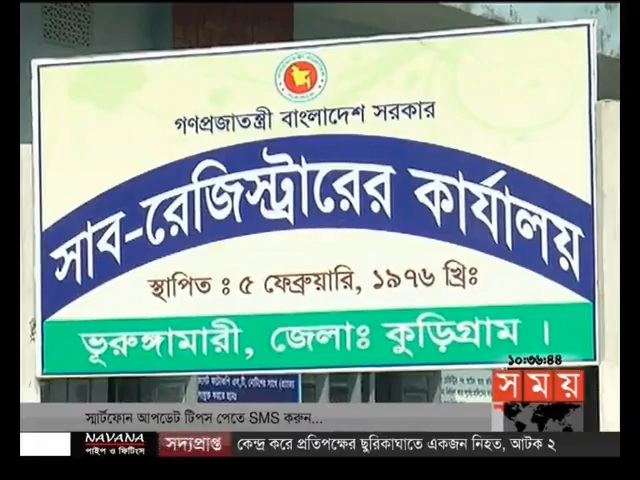 গণপ্রজাতন্ত্রী বাংলাদেশ সরকার
সাব-রেজিস্ট্রারের কার্যালয়
স্থাপিত : ৫ ফেব্রুয়ারি, ১৯৭৬ খ্রিঃ
ভূরুঙ্গামারী, জেলাঃ কুড়িগ্রাম ।
১০:৩৬:৪৪
সময়
স্মার্টফোন আপডেট টিপস পেতে SMS করুন...
NAVANA
পাইপ ও ফিটিংস
সদ্যপ্রাপ্ত কেন্দ্র করে প্রতিপক্ষের ছুরিকাঘাতে একজন নিহত, আটক ২